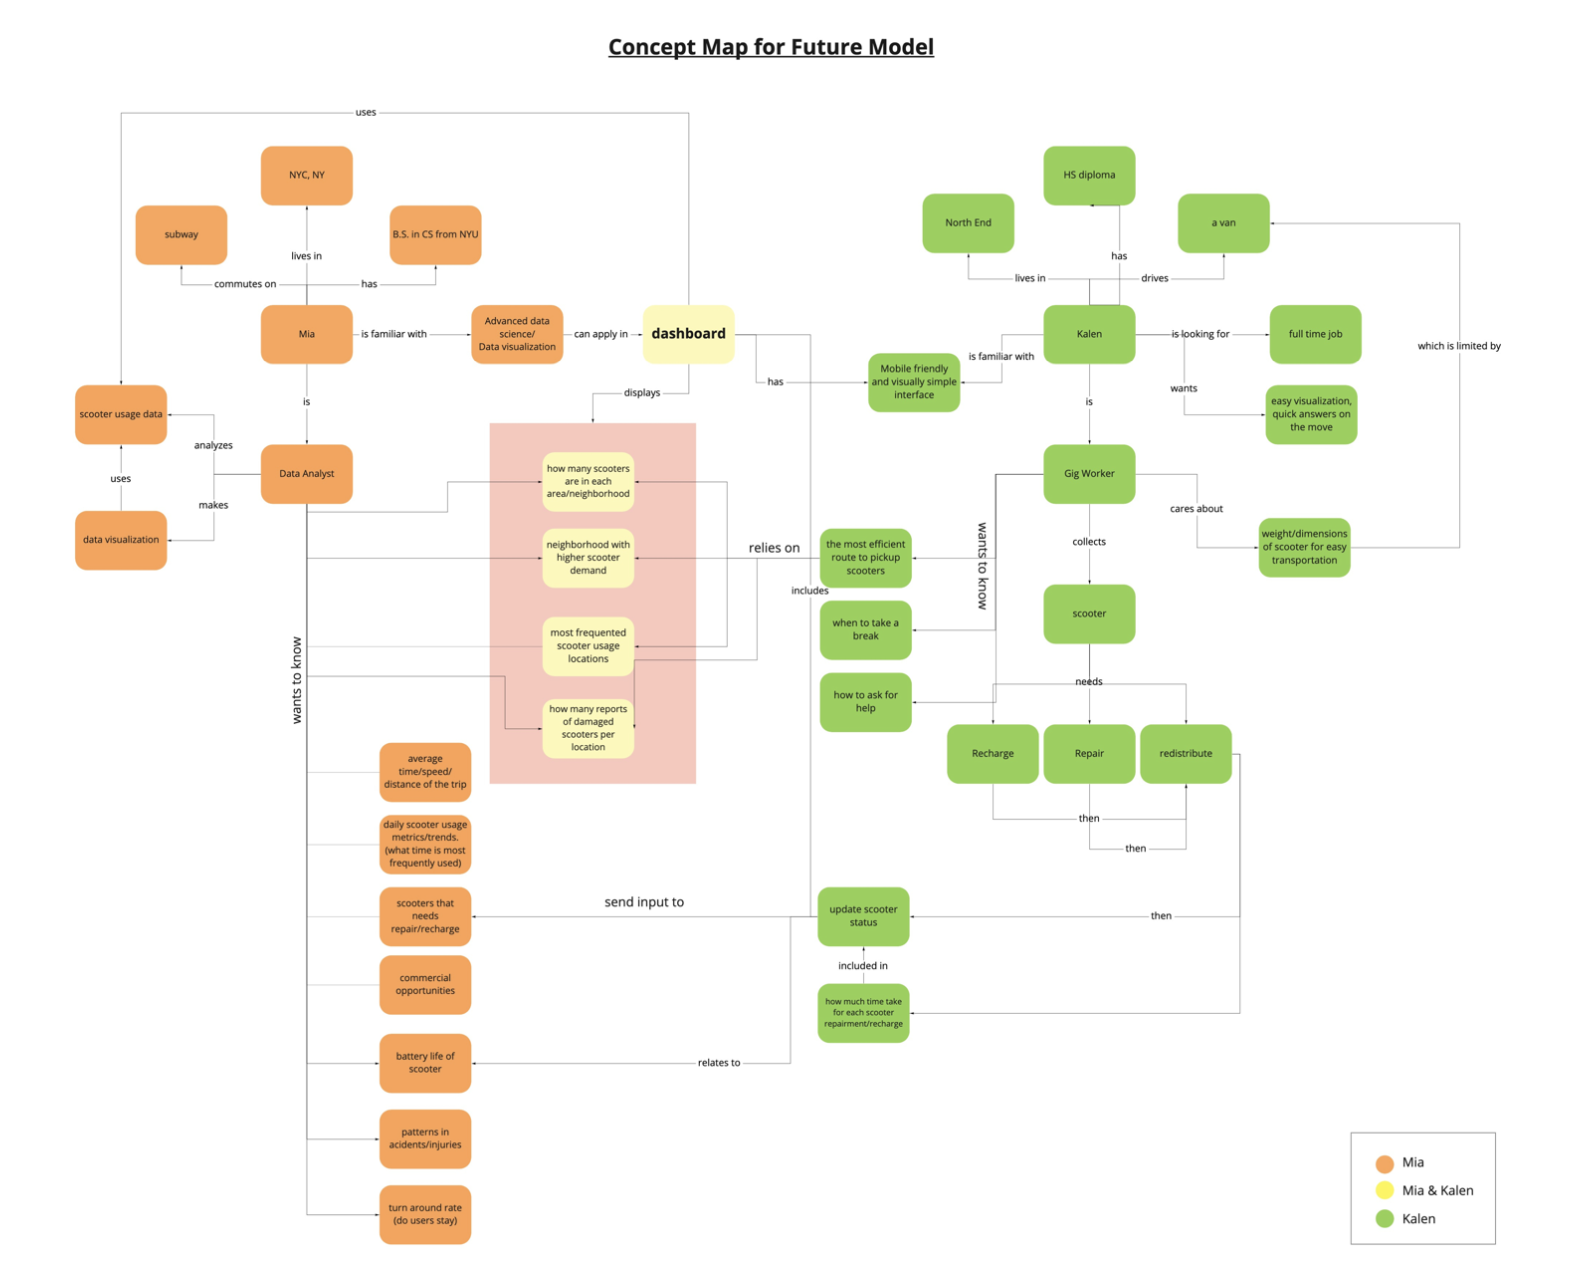 Concept Map for Future Model
uses
NYC, NY
HS diploma
subway
B.S. in CS from NYU
North End
a van
lives in
has
lives in
drives
commutes on
has
Mia
is familiar with
Advanced data
science/
Data visualization
can apply in
dashboard
Kalen
is looking for
full time job
which is limited by
is familiar with
Mobile friendly
and visually simple
interface
has
displays
wants
easy visualization,
quick answers on
the move
is
is
scooter usage data
analyzes
uses
makes
Data Analyst
data visualization
how many scooters
are in each
area/neighborhood
Gig Worker
cares about
weight/dimensions
of scooter for easy
transportation
collects
wants to know
neighborhood with
higher scooter
demand
relies on
the most efficient
route to pickup
scooters
includes
when to take a
break
scooter
most frequented
scooter usage
locations
wants to know
how to ask for
help
needs
how many reports
of damaged
scooters per
location
Recharge
Repair
redistribute
then
then
average
time/speed/
distance of the trip
daily scooter usage
metrics/trends.
(what time is most
frequently used)
scooters that
needs
repair/recharge
send input to
update scooter
status
then
included in
commercial
opportunities
how much time take
for each scooter
repairment/recharge
battery life of
scooter
relates to
patterns in
acidents/injuries
turn around rate
(do users stay)
Mia
Mia & Kalen
Kalen